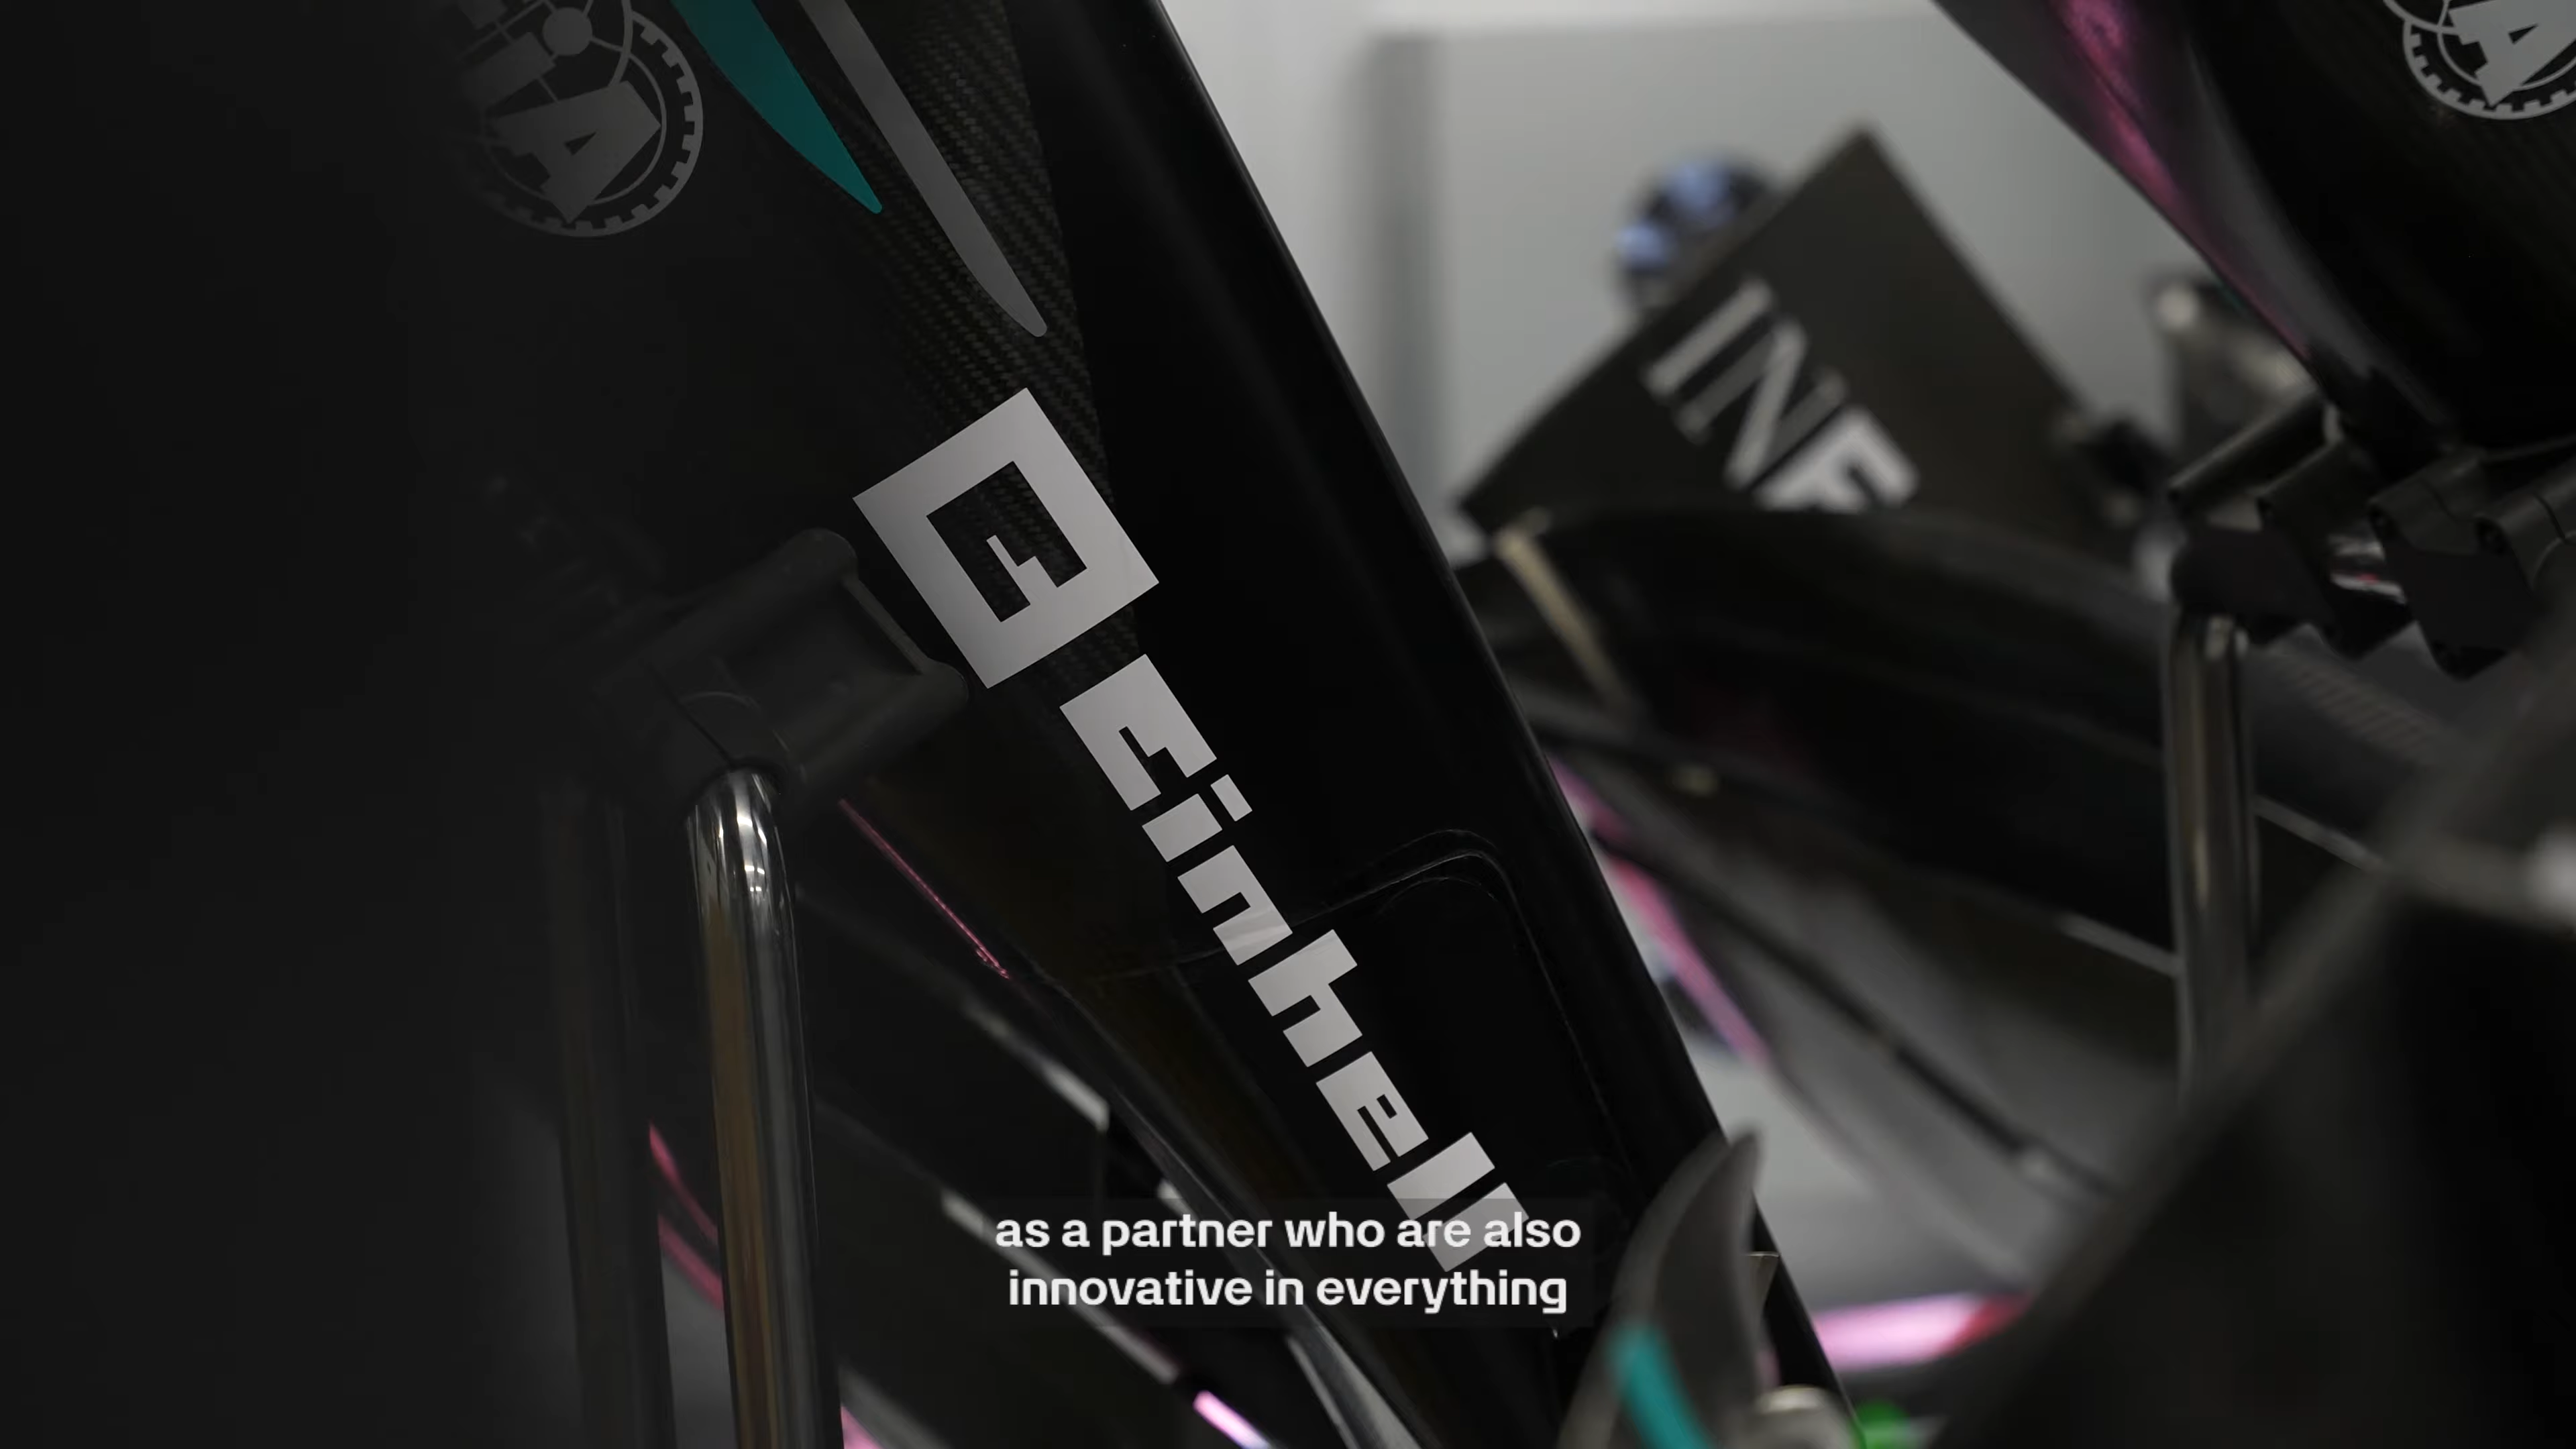 einhell
INE
as a partner who are also
innovative in everything